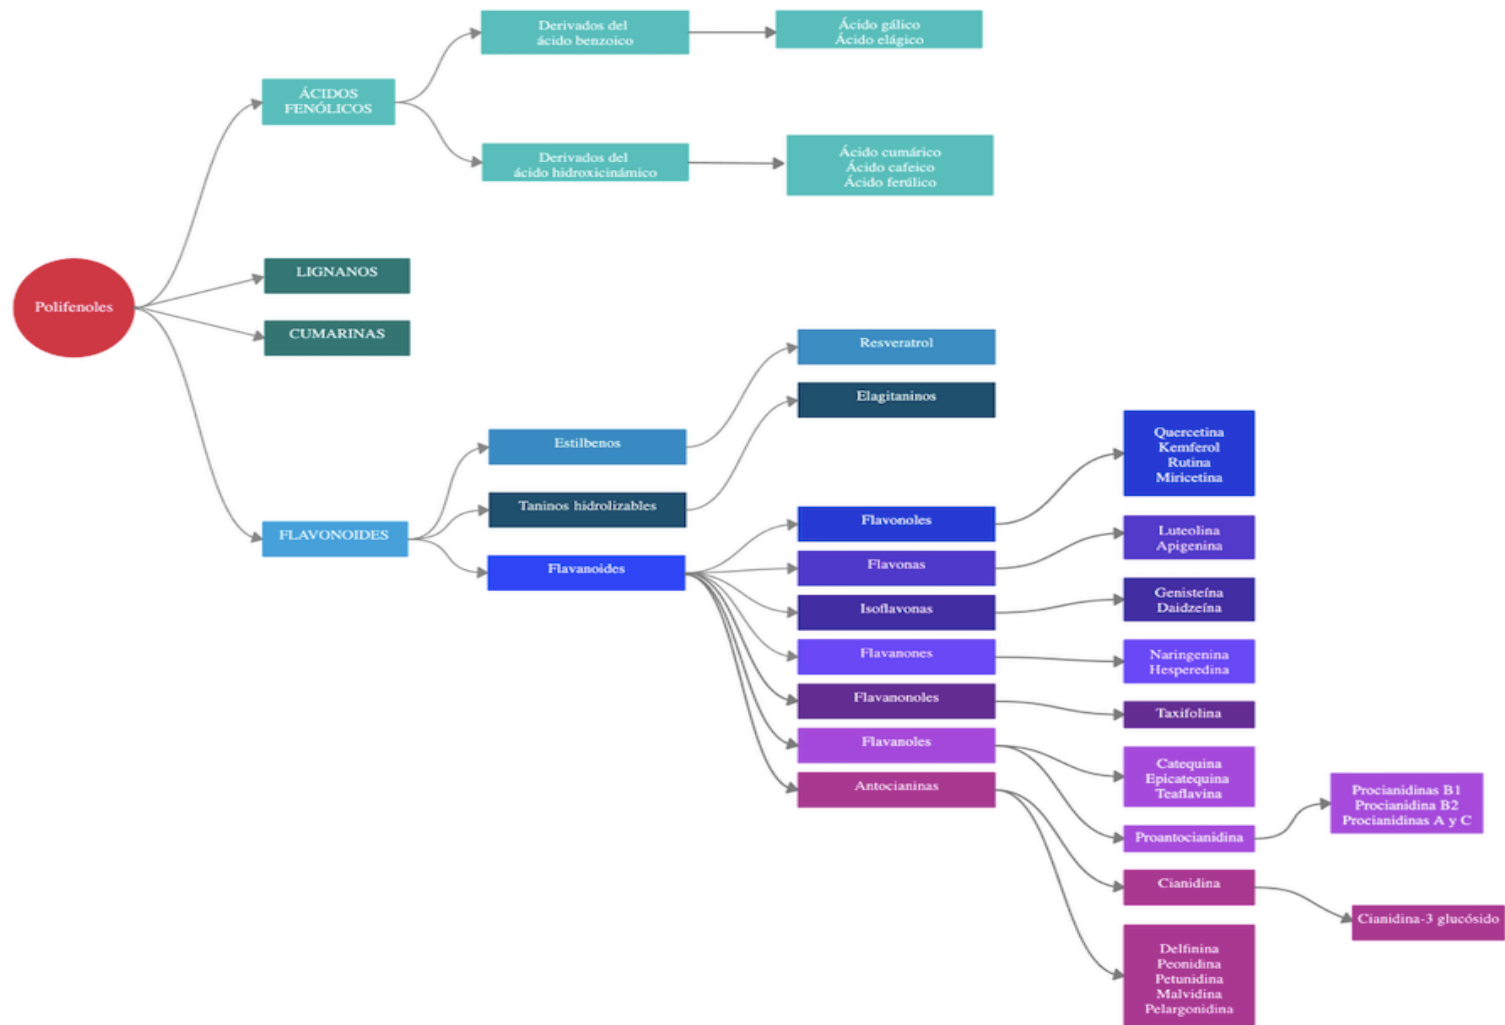 Derivados del
ácido benzoico
Ácido gálico
Ácido elágico
ÁCIDOS
FENÓLICOS
Derivados del
ácido hidroxicinámico
Ácido cumárico
Ácido cafeico
Ácido ferúlico
Polifenoles
LIGNANOS
CUMARINAS
Resveratrol
Elagitaninos
Estilbenos
Taninos hidrolizables
FLAVONOIDES
Flavanoides
Flavonoles
Quercetina
Kemferol
Rutina
Miricetina
Flavonas
Luteolina
Apigenina
Isoflavonas
Genisteína
Daidzeína
Flavanones
Naringenina
Hesperedina
Flavanonoles
Taxifolina
Flavanoles
Catequina
Epicatequina
Teaflavina
Proantocianidina
Procianidinas B1
Procianidina B2
Procianidinas A y C
Antocianinas
Cianidina
Cianidina-3 glucósido
Delfinina
Peonidina
Petunidina
Malvidina
Pelargonidina